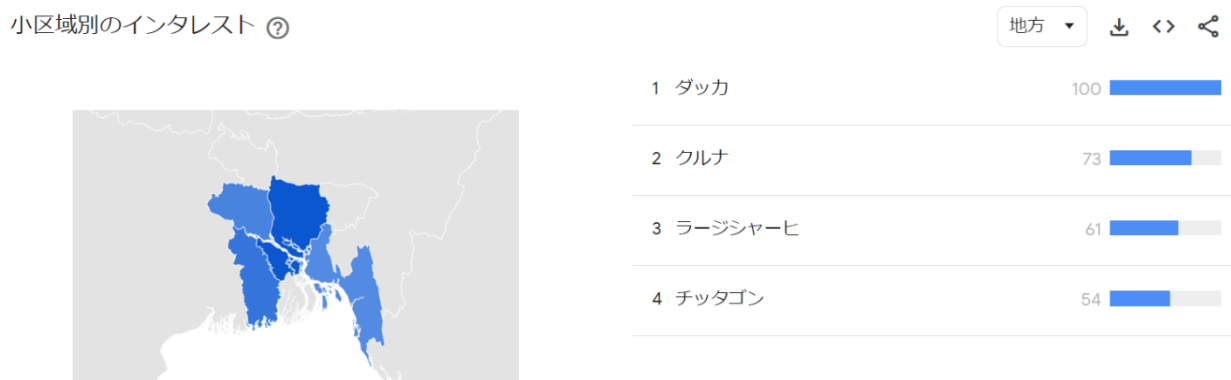 小区域別のインタレスト
地方
1 ダッカ 100
2 クルナ 73
3 ラージシャーヒ 61
4 チッタゴン 54